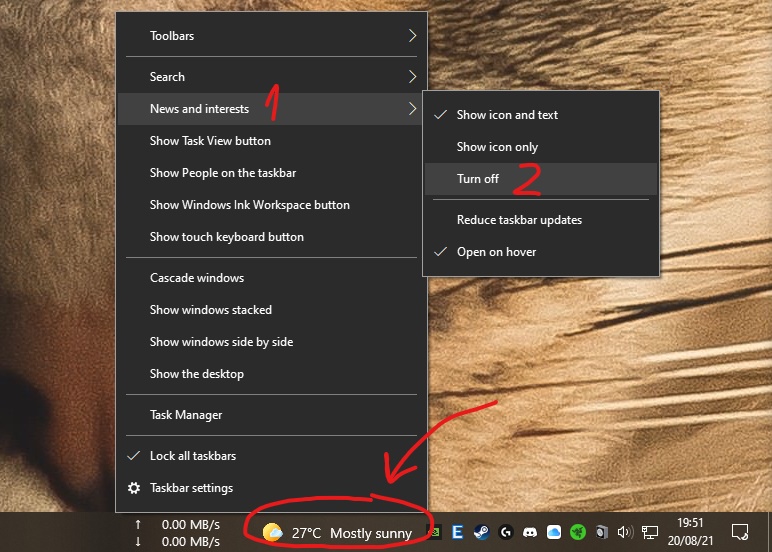 Toolbars
Search
News and interests 1
Show Task View button
Show People on the taskbar
Show Windows Ink Workspace button
Show touch keyboard button
Cascade windows
Show windows stacked
Show windows side by side
Show the desktop
Task Manager
Lock all taskbars
Taskbar settings
Show icon and text
Show icon only
Turn off 2
Reduce taskbar updates
Open on hover
↑ 0.00 MB/s
↓ 0.00 MB/s
27°C Mostly sunny
E
19:51
20/08/21